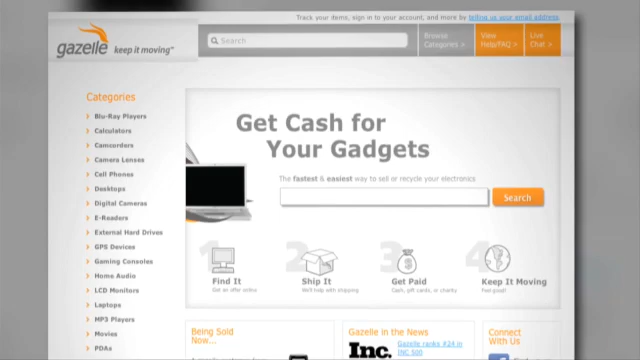 Track your items, sign in to your account, and more by telling us your email address.
gazelle keep it moving™
Search
Browse Categories >
View Help/FAQ >
Live Chat >
Categories
Blu-Ray Players
Calculators
Camcorders
Camera Lenses
Cell Phones
Desktops
Digital Cameras
E-Readers
External Hard Drives
GPS Devices
Gaming Consoles
Home Audio
LCD Monitors
Laptops
MP3 Players
Movies
PDAs
Get Cash for
Your Gadgets
The fastest & easiest way to sell or recycle your electronics
Search
1 Find It
Get an offer online
2 Ship It
We'll help with shipping
3 Get Paid
Cash, gift cards, or charity
4 Keep It Moving
Feel good!
Being Sold
Now...
Gazelle in the News
Inc.
Gazelle ranks #24 in
INC 500
Connect
With Us